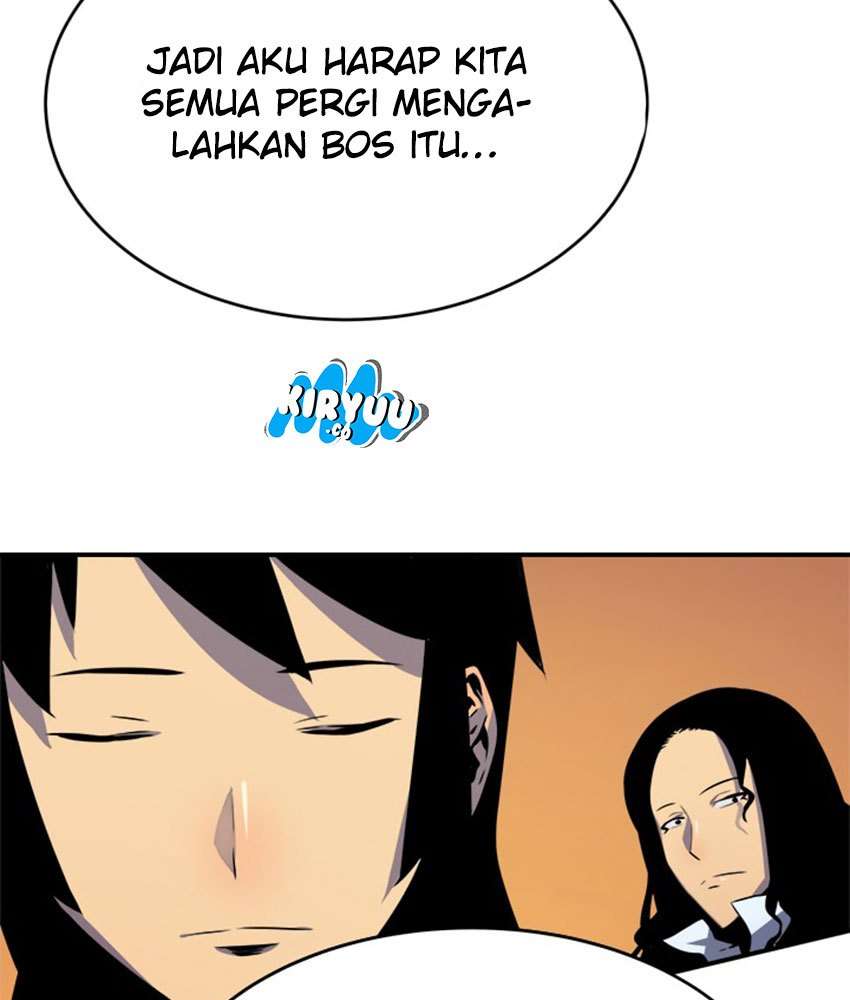 JADI AKU HARAP KITA
SEMUA PERGI MENGA-
LAHKAN BOS ITU...
KIRYUU
.CO